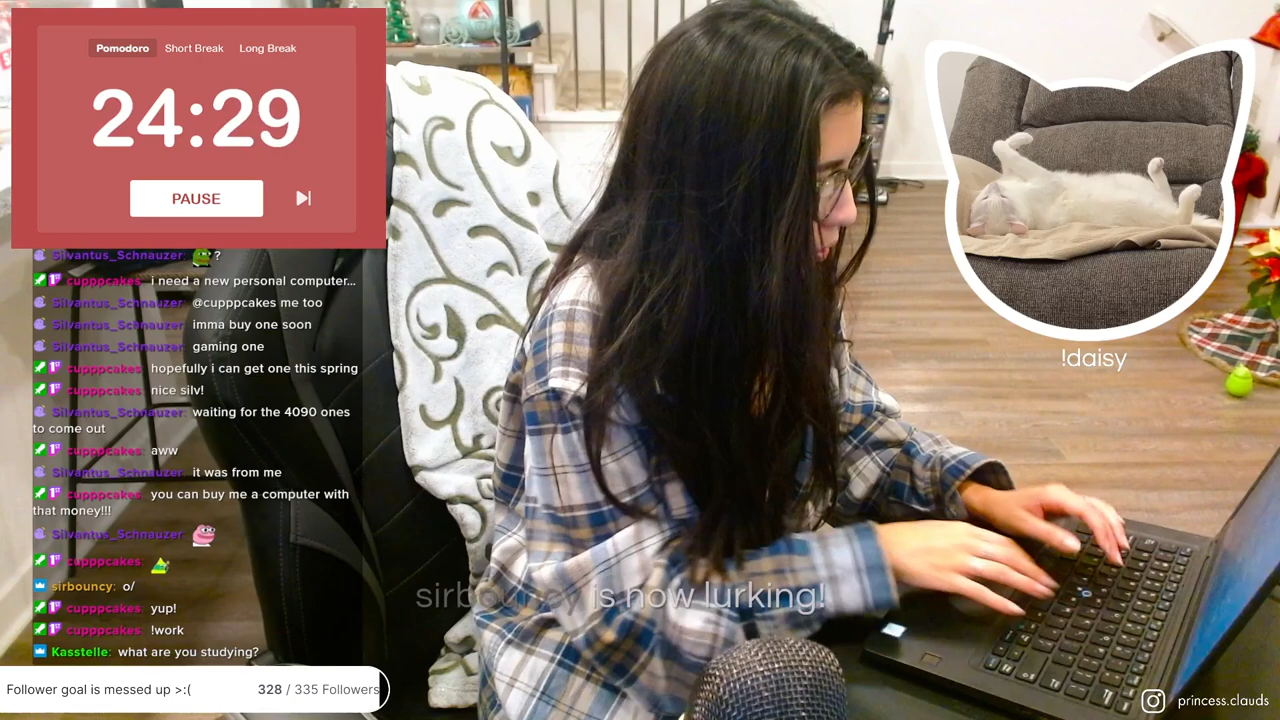 Pomodoro Short Break Long Break
24:29
PAUSE
Silvantus_Schnauzer: ?
cupppcakes: i need a new personal computer...
Silvantus_Schnauzer: @cupppcakes me too
Silvantus_Schnauzer: imma buy one soon
Silvantus_Schnauzer: gaming one
cupppcakes: hopefully i can get one this spring
cupppcakes: nice silv!
Silvantus_Schnauzer: waiting for the 4090 ones
to come out
cupppcakes: aww
Silvantus_Schnauzer: it was from me
cupppcakes: you can buy me a computer with
that money!!!
Silvantus_Schnauzer:
cupppcakes:
sirbouncy: o/
cupppcakes: yup!
cupppcakes: !work
Kasstelle: what are you studying?
Follower goal is messed up >:( 328 / 335 Followers
sirbouncy is now lurking!
!daisy
princess.clouds